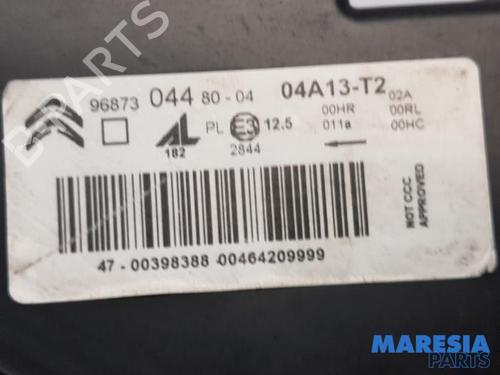 B PARTS
96873 044 80-04 04A13-T2 02A
00HR 00RL
AL PL 12.5 011a 00HC
182 2844
NOT CCC
APPROVED
47 - 00398388 - 00464209999
MARESIA
PARTS